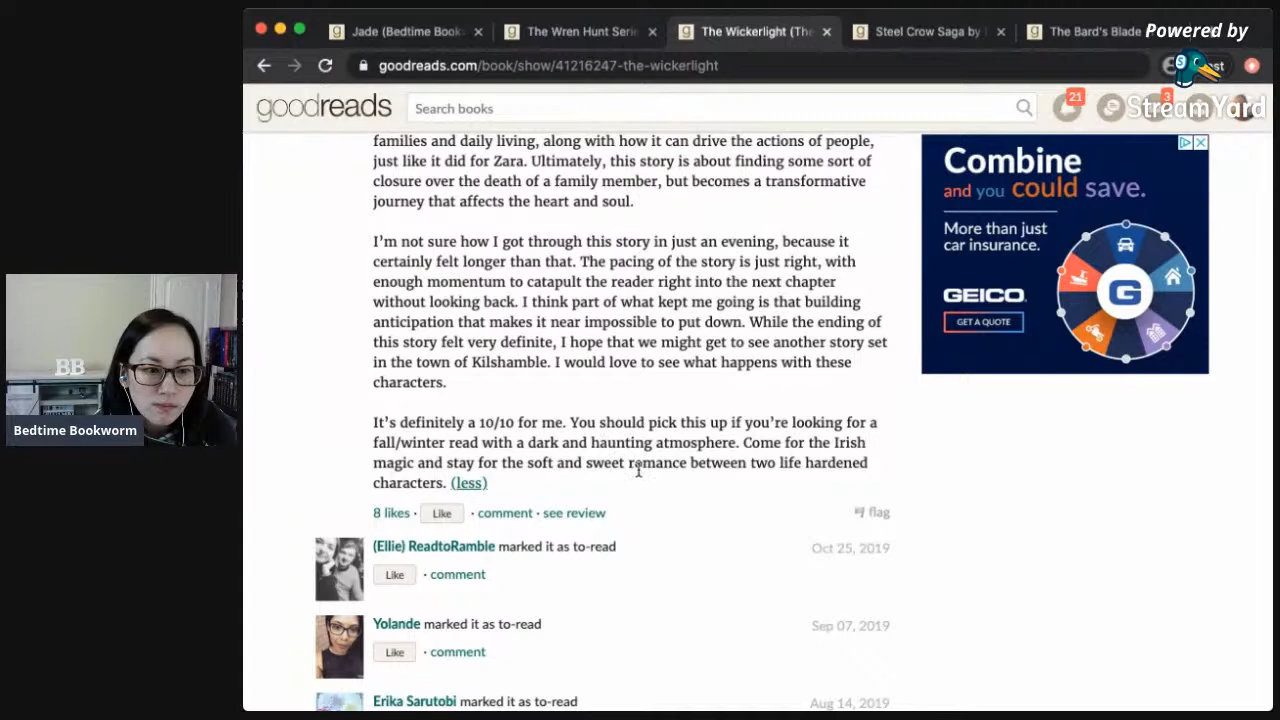 Jade (Bedtime Book
The Wren Hunt Serie
The Wickerlight (The
Steel Crow Saga by
The Bard's Blade
Powered by
StreamYard
goodreads.com/book/show/41216247-the-wickerlight
goodreads
Search books
21
3
families and daily living, along with how it can drive the actions of people,
just like it did for Zara. Ultimately, this story is about finding some sort of
closure over the death of a family member, but becomes a transformative
journey that affects the heart and soul.
I'm not sure how I got through this story in just an evening, because it
certainly felt longer than that. The pacing of the story is just right, with
enough momentum to catapult the reader right into the next chapter
without looking back. I think part of what kept me going is that building
anticipation that makes it near impossible to put down. While the ending of
this story felt very definite, I hope that we might get to see another story set
in the town of Kilshamble. I would love to see what happens with these
characters.
It's definitely a 10/10 for me. You should pick this up if you're looking for a
fall/winter read with a dark and haunting atmosphere. Come for the Irish
magic and stay for the soft and sweet romance between two life hardened
characters. (less)
8 likes · Like · comment · see review
flag
(Ellie) ReadtoRamble marked it as to-read
Oct 25, 2019
Like · comment
Yolande marked it as to-read
Sep 07, 2019
Like · comment
Erika Sarutobi marked it as to-read
Aug 14, 2019
Combine
and you could save.
More than just
car insurance.
GEICO
GET A QUOTE
G
BB
Bedtime Bookworm